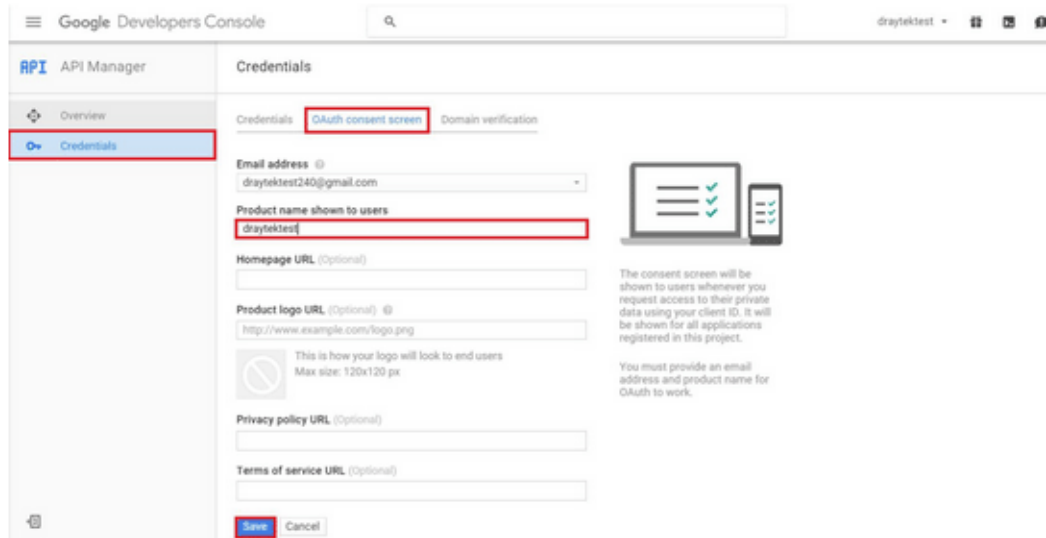 Google Developers Console
draytektest
API API Manager
Credentials
Overview
Credentials
Credentials OAuth consent screen Domain verification
Email address
draytektest240@gmail.com
Product name shown to users
draytektest
Homepage URL (Optional)
Product logo URL (Optional)
http://www.example.com/logo.png
This is how your logo will look to end users
Max size: 120x120 px
Privacy policy URL (Optional)
Terms of service URL (Optional)
Save Cancel
The consent screen will be
shown to users whenever you
request access to their private
data using your client ID. It will
be shown for all applications
registered in this project.
You must provide an email
address and product name for
OAuth to work.